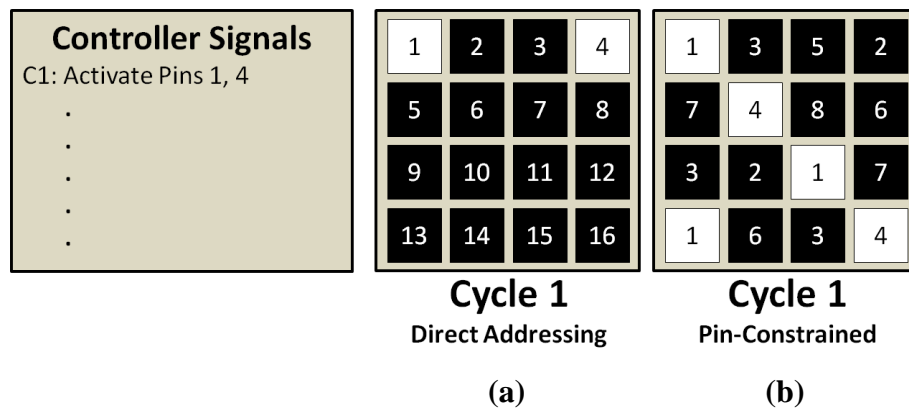 Controller Signals
C1: Activate Pins 1, 4
.
.
.
.
.
1 2 3 4
5 6 7 8
9 10 11 12
13 14 15 16
Cycle 1
Direct Addressing
(a)
1 3 5 2
7 4 8 6
3 2 1 7
1 6 3 4
Cycle 1
Pin-Constrained
(b)